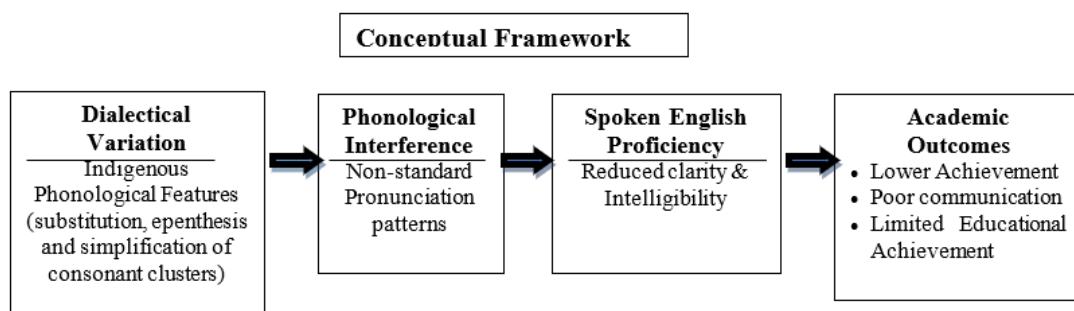 Conceptual Framework
Dialectical
Variation
Indigenous
Phonological Features
(substitution, epenthesis
and simplification of
consonant clusters)
Phonological
Interference
Non-standard
Pronunciation
patterns
Spoken English
Proficiency
Reduced clarity &
Intelligibility
Academic
Outcomes
• Lower Achievement
• Poor communication
• Limited Educational
Achievement